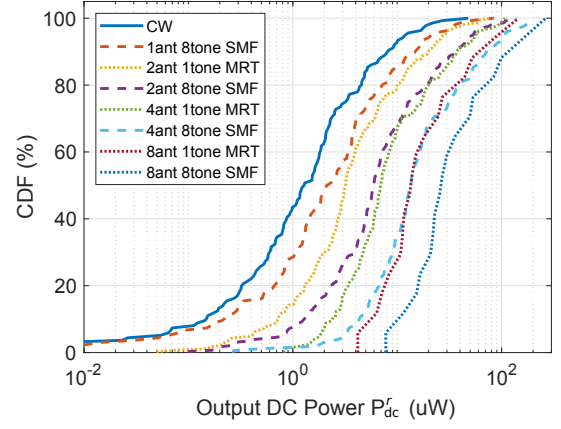 100
80
60
40
20
0
CDF (%)
CW
1ant 8tone SMF
2ant 1tone MRT
2ant 8tone SMF
4ant 1tone MRT
4ant 8tone SMF
8ant 1tone MRT
8ant 8tone SMF
10^-2 10^0 10^2
Output DC Power P^r_dc (uW)